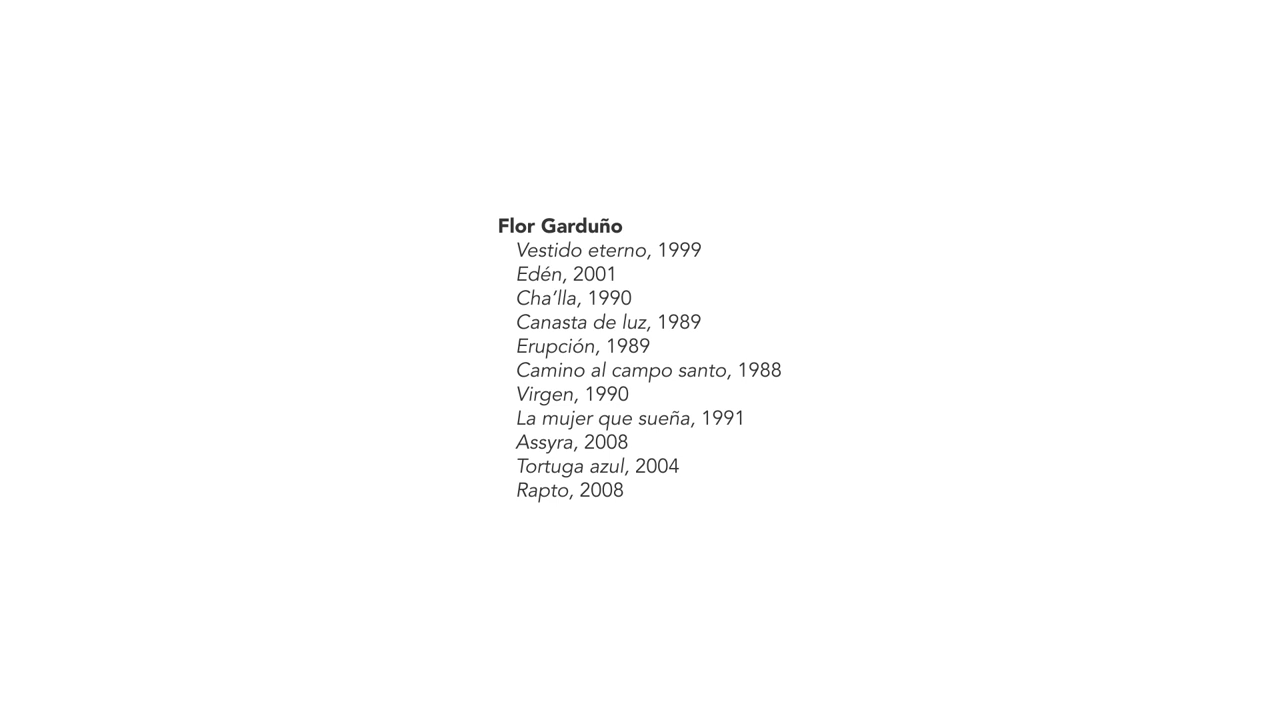 Flor Garduño
Vestido eterno, 1999
Edén, 2001
Cha’lla, 1990
Canasta de luz, 1989
Erupción, 1989
Camino al campo santo, 1988
Virgen, 1990
La mujer que sueña, 1991
Assyra, 2008
Tortuga azul, 2004
Rapto, 2008